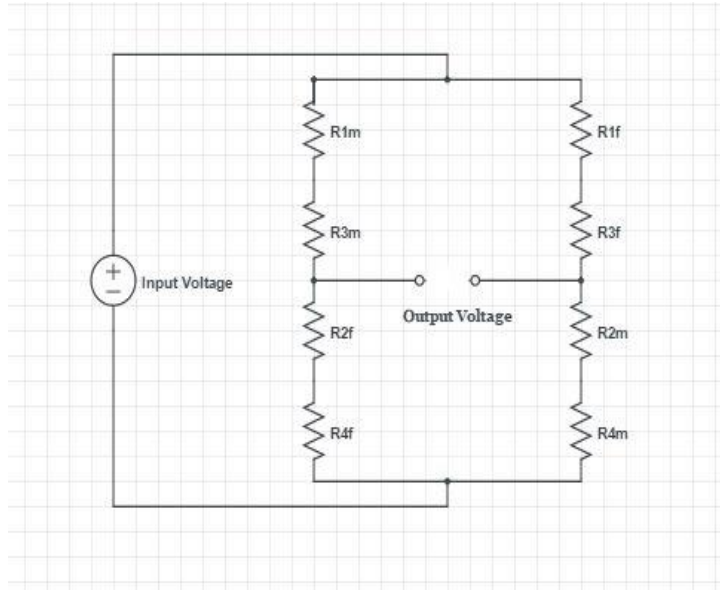 R1m
R1f
R3m
R3f
Input Voltage
Output Voltage
R2f
R2m
R4f
R4m